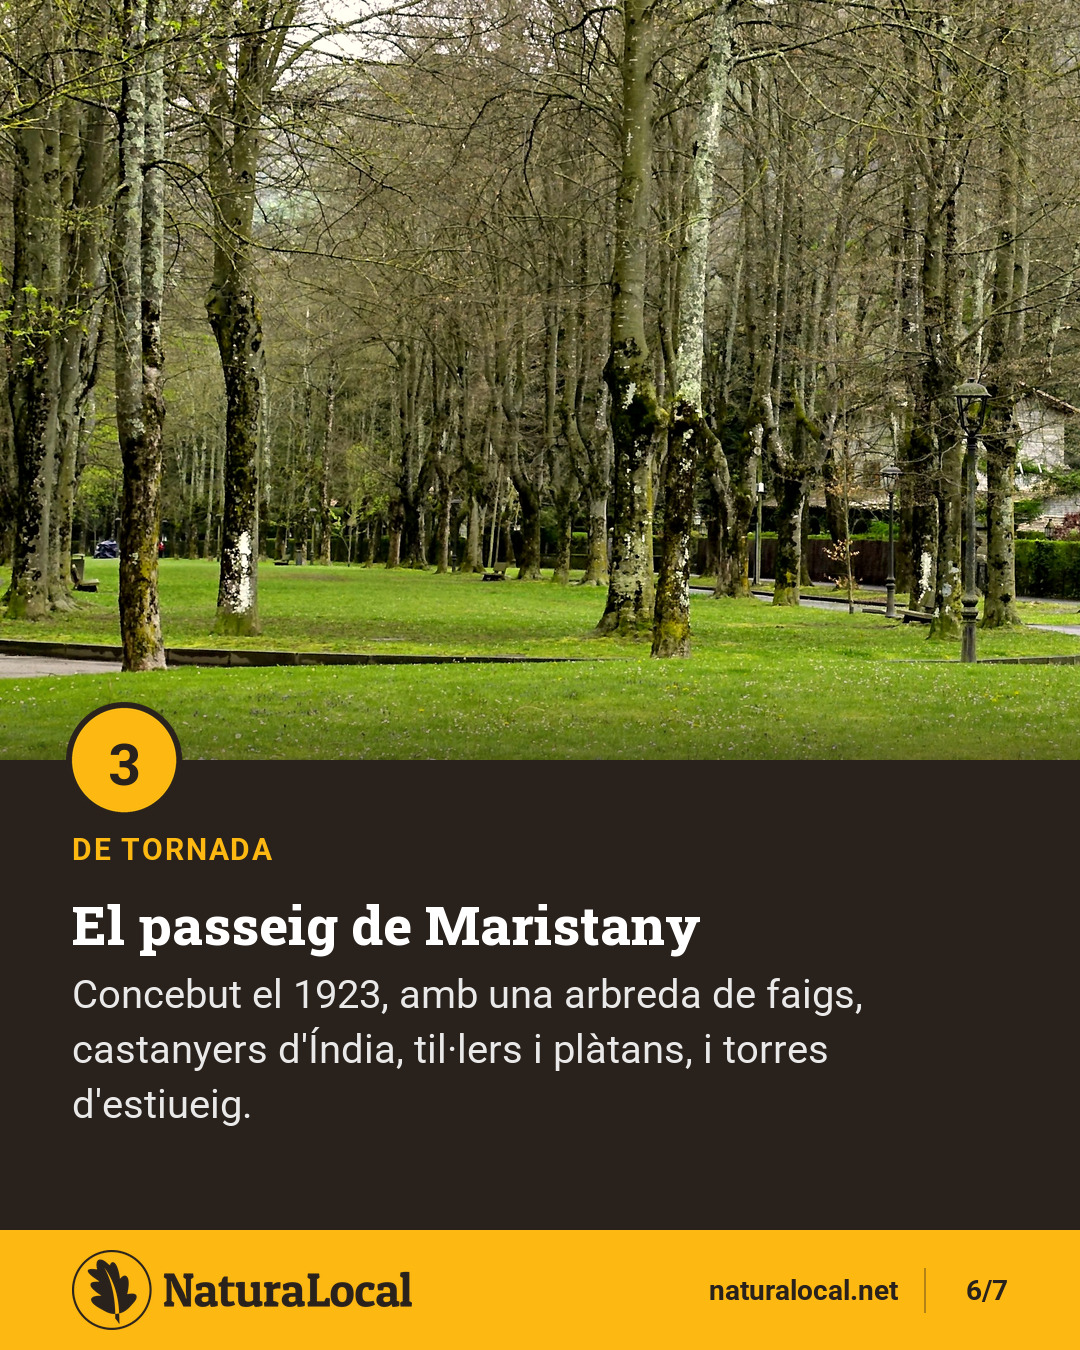 3
DE TORNADA
El passeig de Maristany
Concebut el 1923, amb una arbreda de faigs,
castanyers d'Índia, til·lers i plàtans, i torres
d'estiueig.
NaturaLocal
naturalocal.net
6/7